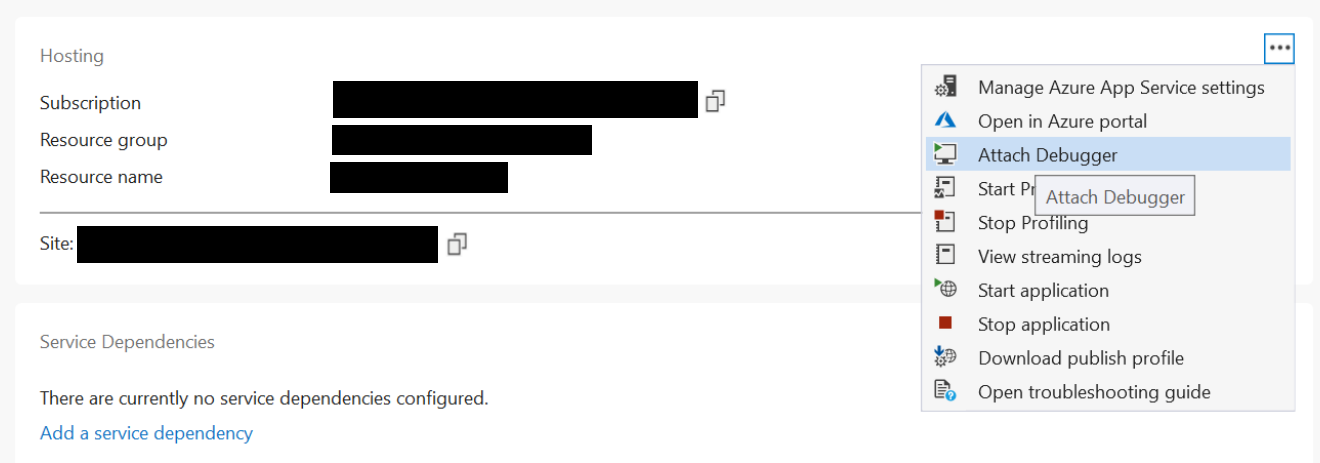 Hosting
Subscription
Resource group
Resource name
Site:
Manage Azure App Service settings
Open in Azure portal
Attach Debugger
Start Pr
Attach Debugger
Stop Profiling
View streaming logs
Start application
Stop application
Download publish profile
Open troubleshooting guide
Service Dependencies
There are currently no service dependencies configured.
Add a service dependency